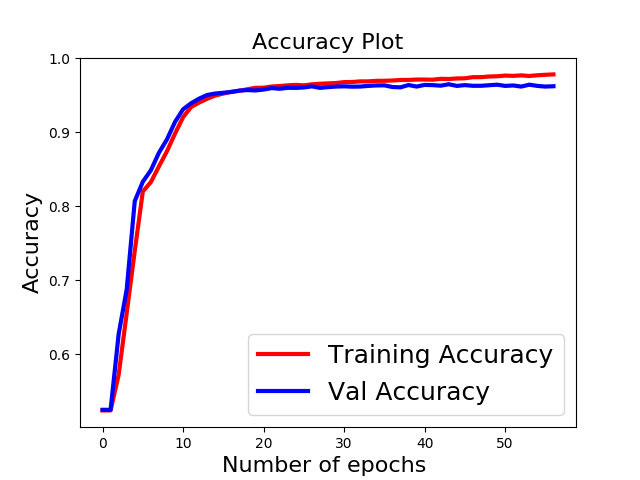 Accuracy Plot
1.0
0.9
0.8
0.7
0.6
Accuracy
Training Accuracy
Val Accuracy
0 10 20 30 40 50
Number of epochs